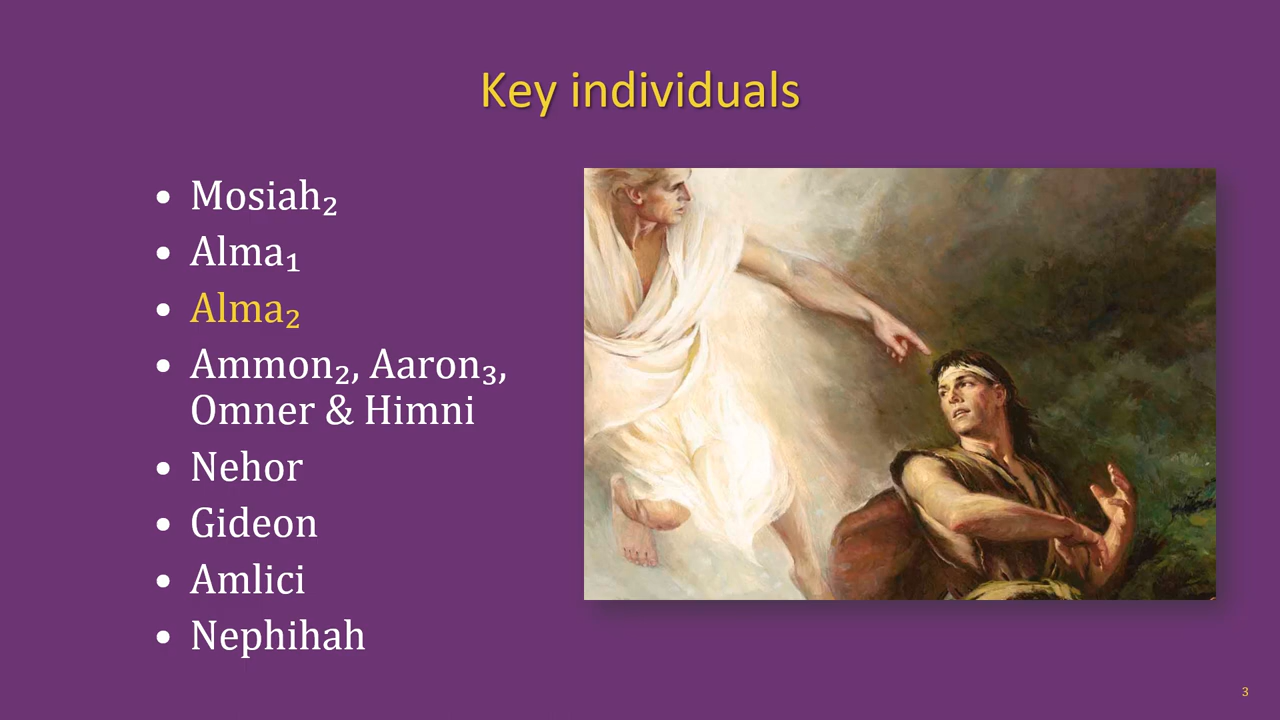 Key individuals
• Mosiah₂
• Alma₁
• Alma₂
• Ammon₂, Aaron₃,
Omner & Himni
• Nehor
• Gideon
• Amlici
• Nephihah
3